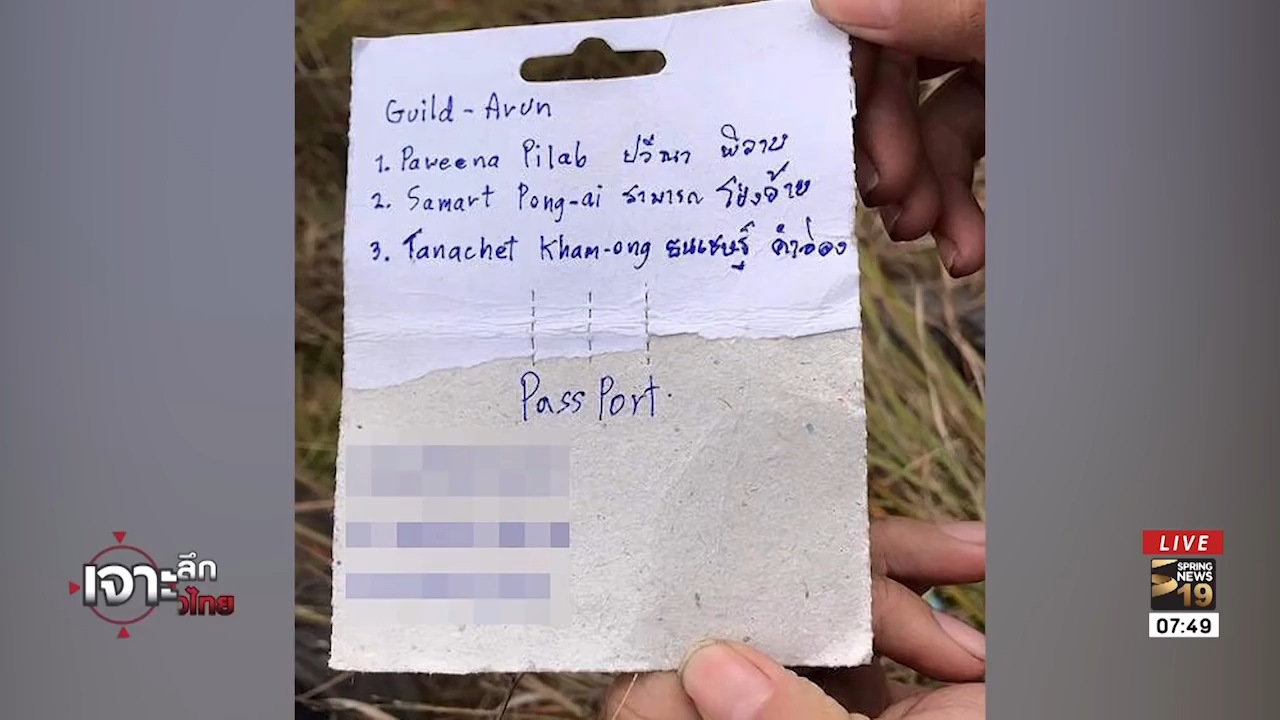 Guild - Arun
1. Paweena Pilab ปวีณา พิลาบ
2. Samart Pong-ai สามารถ โป่งอ้าย
3. Tanachet Kham-ong ธนเชษฐ์ คำอ่อง
PassPort.
เจาะลึก
ทั่วไทย
LIVE
SPRING
NEWS
19
07:49